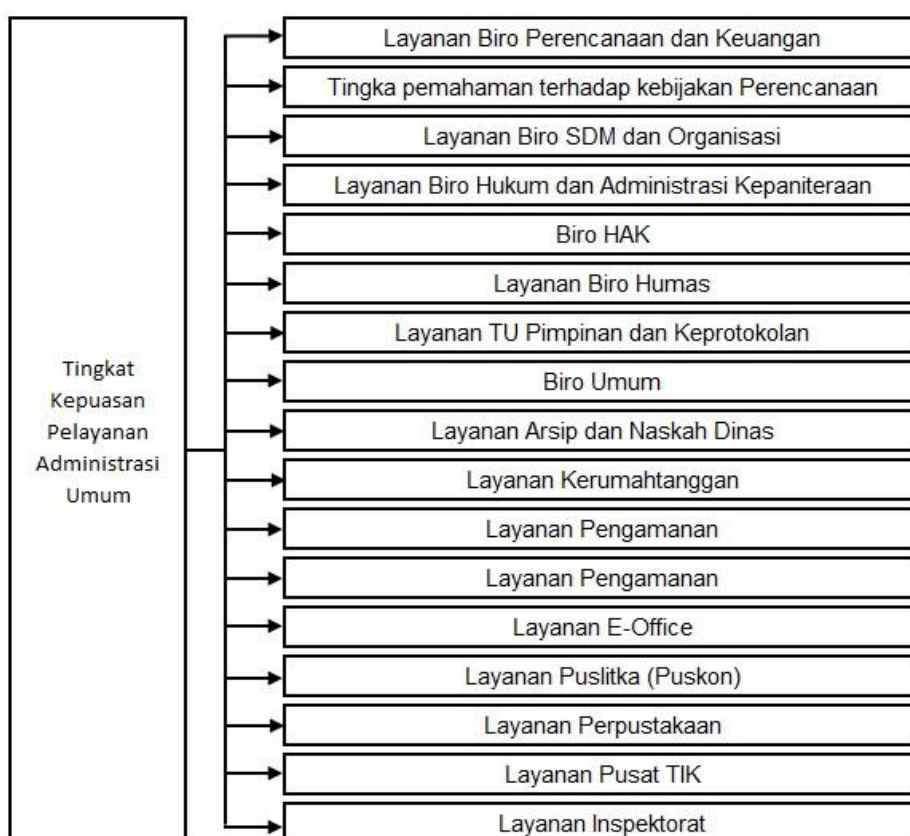 Layanan Biro Perencanaan dan Keuangan
Tingka pemahaman terhadap kebijakan Perencanaan
Layanan Biro SDM dan Organisasi
Layanan Biro Hukum dan Administrasi Kepaniteraan
Biro HAK
Layanan Biro Humas
Layanan TU Pimpinan dan Keprotokolan
Tingkat
Kepuasan
Pelayanan
Administrasi
Umum
Biro Umum
Layanan Arsip dan Naskah Dinas
Layanan Kerumahtanggan
Layanan Pengamanan
Layanan Pengamanan
Layanan E-Office
Layanan Puslitka (Puskon)
Layanan Perpustakaan
Layanan Pusat TIK
Layanan Inspektorat